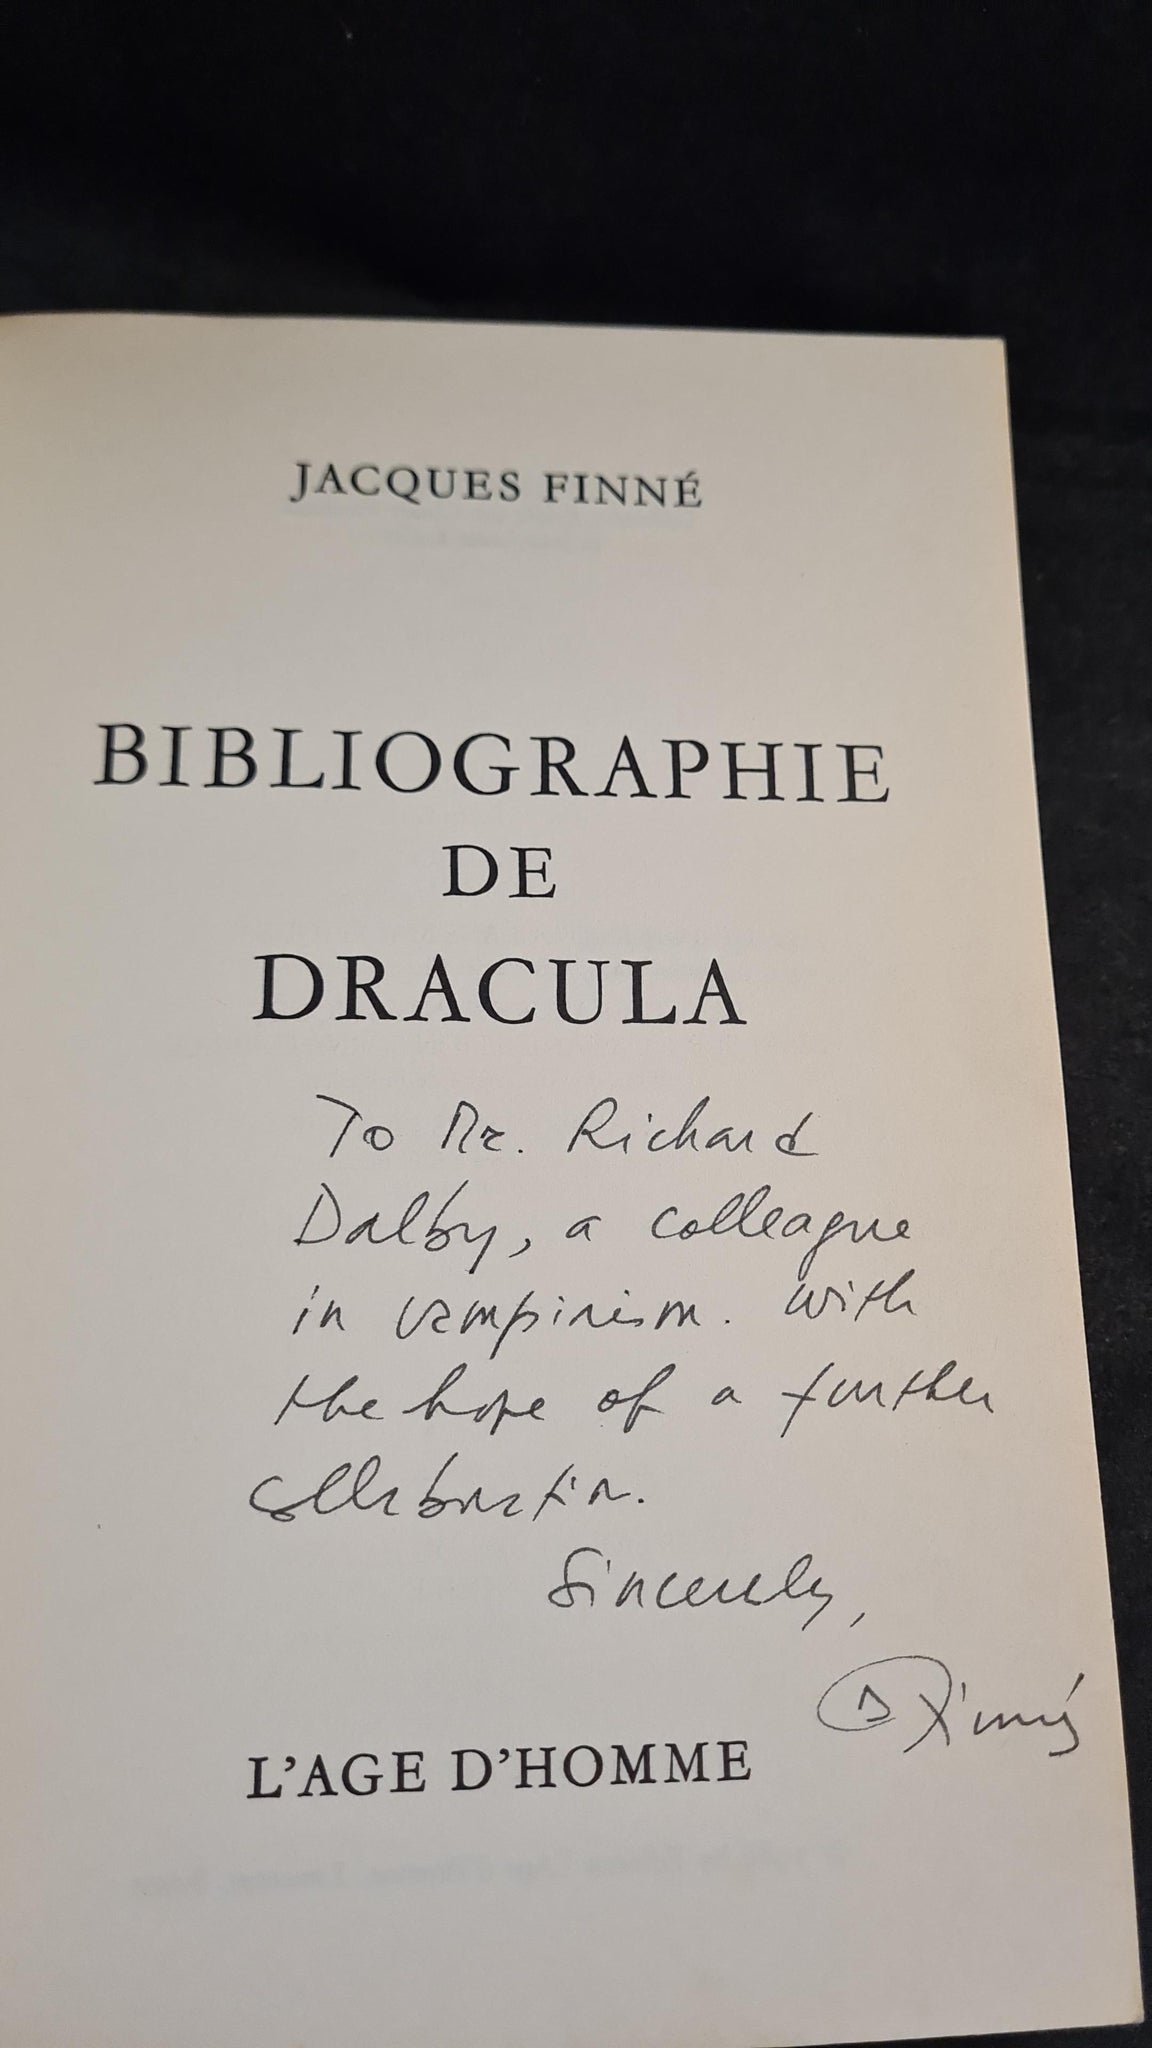 JACQUES FINNÉ
BIBLIOGRAPHIE
DE
DRACULA
To Mr. Richard
Dalby, a colleague
in vampirism. With
the hope of a further
collaboration.
Sincerely,
J Finné
L'AGE D'HOMME